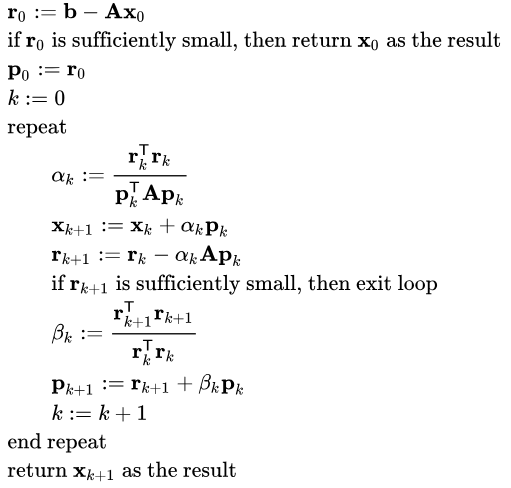 r₀ := b − Ax₀
if r₀ is sufficiently small, then return x₀ as the result
p₀ := r₀
k := 0
repeat
αₖ := rₖᵀrₖ / pₖᵀApₖ
xₖ₊₁ := xₖ + αₖpₖ
rₖ₊₁ := rₖ − αₖApₖ
if rₖ₊₁ is sufficiently small, then exit loop
βₖ := rₖ₊₁ᵀrₖ₊₁ / rₖᵀrₖ
pₖ₊₁ := rₖ₊₁ + βₖpₖ
k := k + 1
end repeat
return xₖ₊₁ as the result